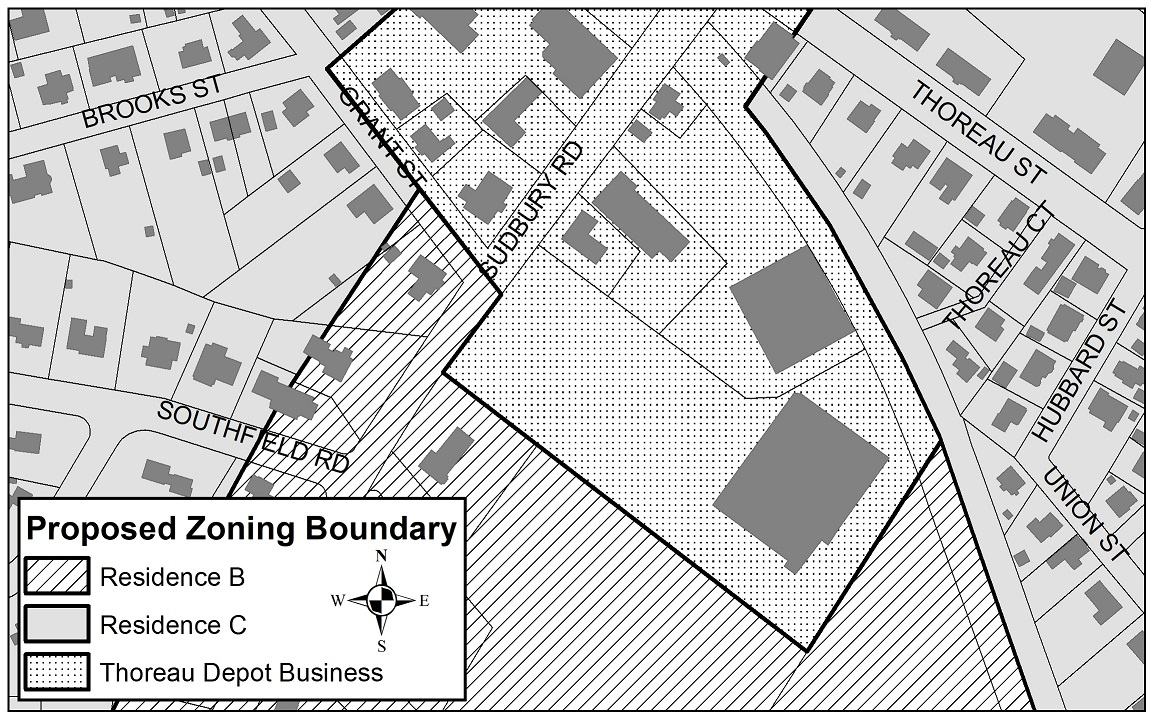 BROOKS ST
GRANT ST
SUDBURY RD
THOREAU ST
THOREAU CT
HUBBARD ST
UNION ST
SOUTHFIELD RD
Proposed Zoning Boundary
Residence B
Residence C
Thoreau Depot Business
N
W E
S